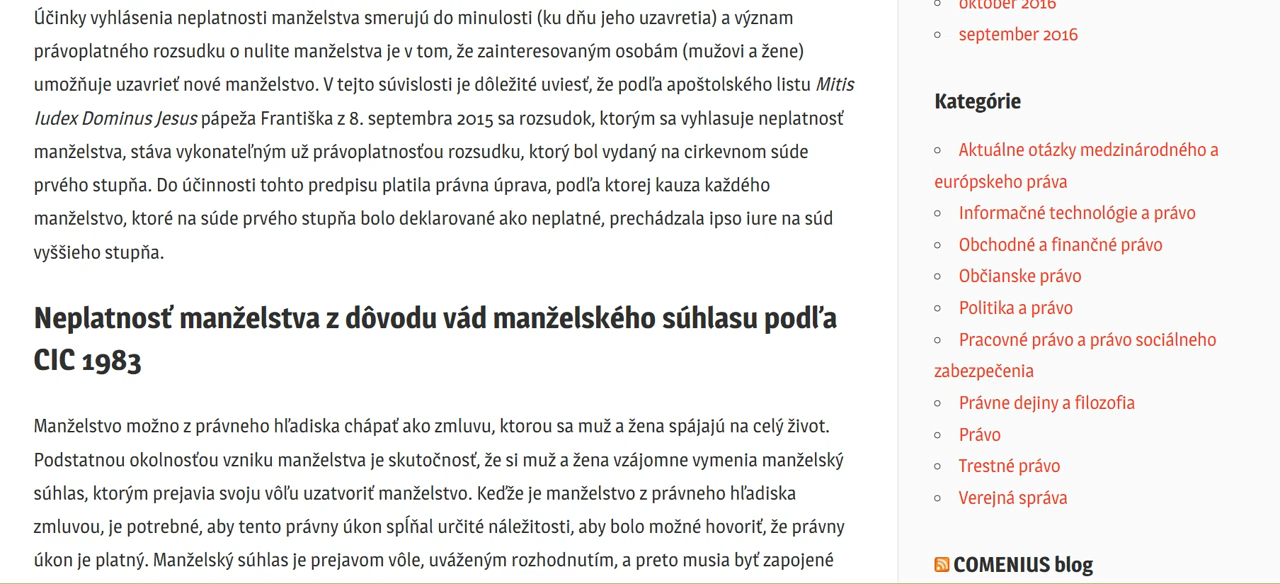 Účinky vyhlásenia neplatnosti manželstva smerujú do minulosti (ku dňu jeho uzavretia) a význam
právoplatného rozsudku o nulite manželstva je v tom, že zainteresovaným osobám (mužovi a žene)
umožňuje uzavrieť nové manželstvo. V tejto súvislosti je dôležité uviesť, že podľa apoštolského listu Mitis
Iudex Dominus Jesus pápeža Františka z 8. septembra 2015 sa rozsudok, ktorým sa vyhlasuje neplatnosť
manželstva, stáva vykonateľným už právoplatnosťou rozsudku, ktorý bol vydaný na cirkevnom súde
prvého stupňa. Do účinnosti tohto predpisu platila právna úprava, podľa ktorej kauza každého
manželstvo, ktoré na súde prvého stupňa bolo deklarované ako neplatné, prechádzala ipso iure na súd
vyššieho stupňa.
Neplatnosť manželstva z dôvodu vád manželského súhlasu podľa
CIC 1983
Manželstvo možno z právneho hľadiska chápať ako zmluvu, ktorou sa muž a žena spájajú na celý život.
Podstatnou okolnosťou vzniku manželstva je skutočnosť, že si muž a žena vzájomne vymenia manželský
súhlas, ktorým prejavia svoju vôľu uzatvoriť manželstvo. Keďže je manželstvo z právneho hľadiska
zmluvou, je potrebné, aby tento právny úkon spĺňal určité náležitosti, aby bolo možné hovoriť, že právny
úkon je platný. Manželský súhlas je prejavom vôle, uváženým rozhodnutím, a preto musia byť zapojené
október 2016
september 2016
Kategórie
Aktuálne otázky medzinárodného a
európskeho práva
Informačné technológie a právo
Obchodné a finančné právo
Občianske právo
Politika a právo
Pracovné právo a právo sociálneho
zabezpečenia
Právne dejiny a filozofia
Právo
Trestné právo
Verejná správa
COMENIUS blog